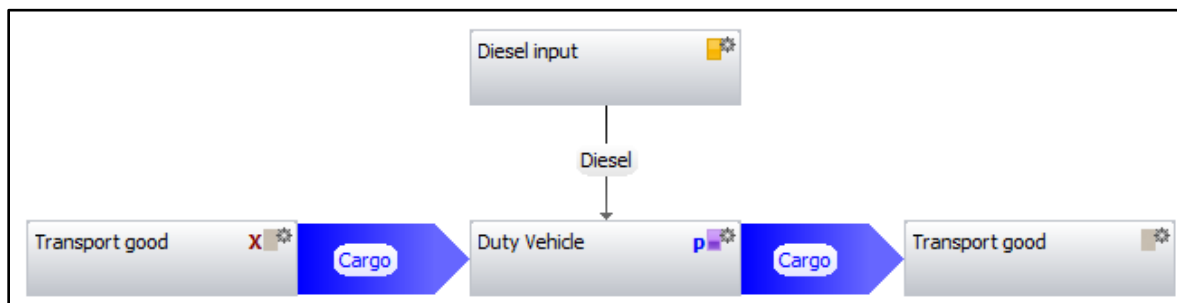 Diesel input
Diesel
Transport good X
Cargo
Duty Vehicle p
Cargo
Transport good